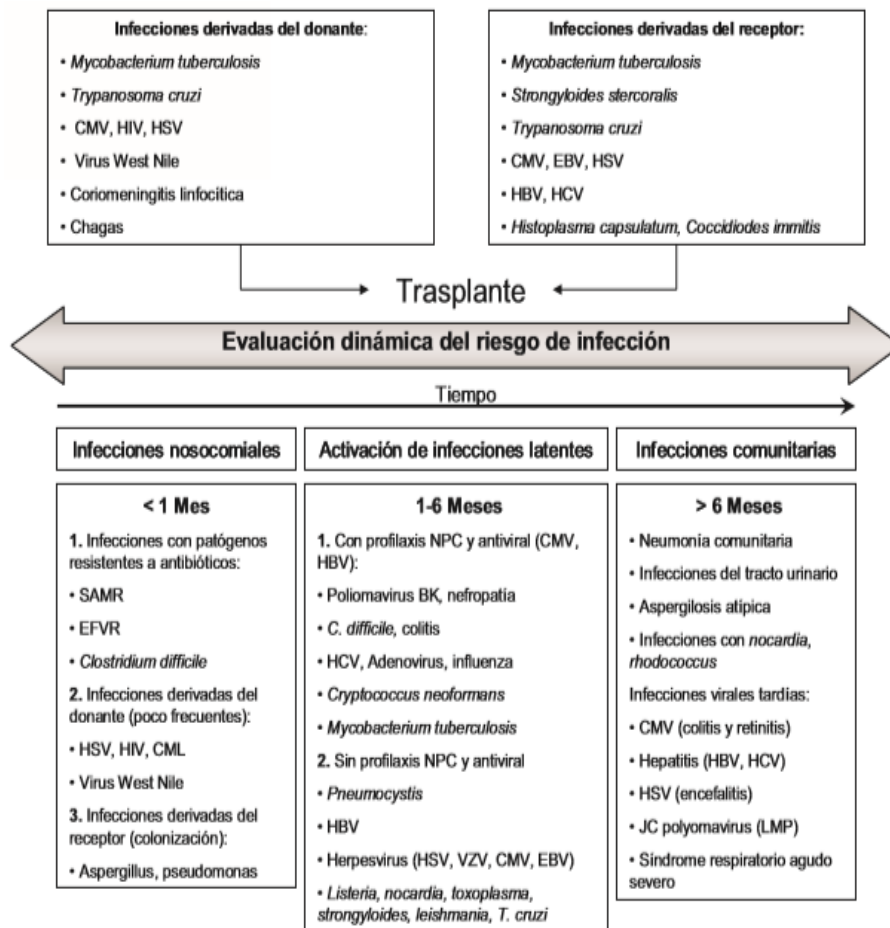 Infecciones derivadas del donante:
• Mycobacterium tuberculosis
• Trypanosoma cruzi
• CMV, HIV, HSV
• Virus West Nile
• Coriomeningitis linfocitica
• Chagas
Infecciones derivadas del receptor:
• Mycobacterium tuberculosis
• Strongyloides stercoralis
• Trypanosoma cruzi
• CMV, EBV, HSV
• HBV, HCV
• Histoplasma capsulatum, Coccidiodes immitis
Trasplante
Evaluación dinámica del riesgo de infección
Tiempo
Infecciones nosocomiales
< 1 Mes
1. Infecciones con patógenos
resistentes a antibióticos:
• SAMR
• EFVR
• Clostridium difficile
2. Infecciones derivadas del
donante (poco frecuentes):
• HSV, HIV, CML
• Virus West Nile
3. Infecciones derivadas del
receptor (colonización):
• Aspergillus, pseudomonas
Activación de infecciones latentes
1-6 Meses
1. Con profilaxis NPC y antiviral (CMV,
HBV):
• Poliomavirus BK, nefropatía
• C. difficile, colitis
• HCV, Adenovirus, influenza
• Cryptococcus neoformans
• Mycobacterium tuberculosis
2. Sin profilaxis NPC y antiviral
• Pneumocystis
• HBV
• Herpesvirus (HSV, VZV, CMV, EBV)
• Listeria, nocardia, toxoplasma,
strongyloides, leishmania, T. cruzi
Infecciones comunitarias
> 6 Meses
• Neumonía comunitaria
• Infecciones del tracto urinario
• Aspergilosis atípica
• Infecciones con nocardia,
rhodococcus
Infecciones virales tardías:
• CMV (colitis y retinitis)
• Hepatitis (HBV, HCV)
• HSV (encefalitis)
• JC polyomavirus (LMP)
• Síndrome respiratorio agudo
severo